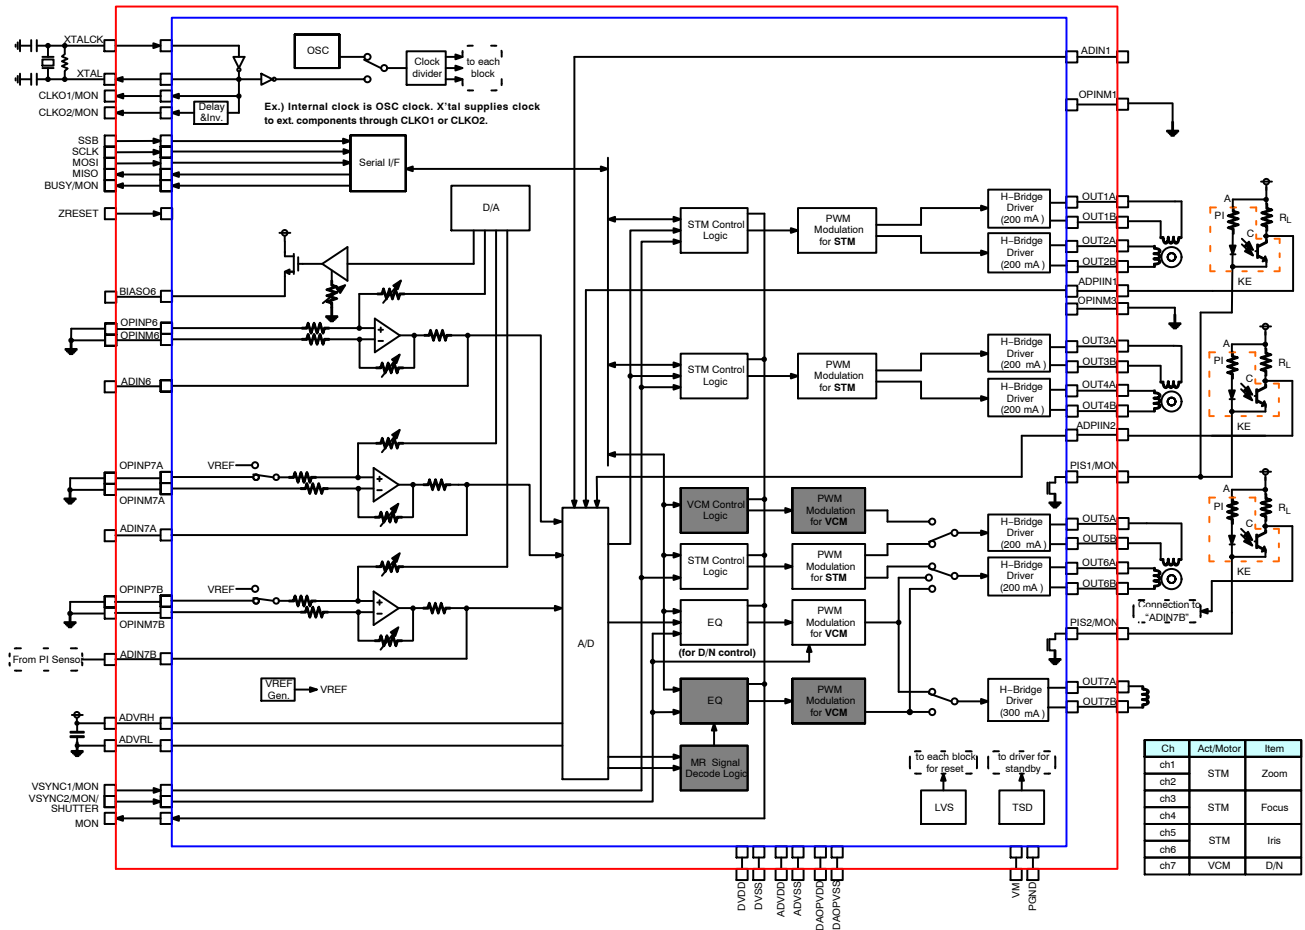 XTALCK
XTAL
CLKO1/MON
CLKO2/MON
SSB
SCLK
MOSI
MISO
BUSY/MON
ZRESET
BIASO6
OPINP6
OPINM6
ADIN6
OPINP7A
OPINM7A
ADIN7A
OPINP7B
OPINM7B
From PI Sensor
ADIN7B
ADVRH
ADVRL
VSYNC1/MON
VSYNC2/MON/
SHUTTER
MON
OSC
Clock
divider
to each
block
Delay
&Inv.
Ex.) Internal clock is OSC clock. X'tal supplies clock
to ext. components through CLKO1 or CLKO2.
Serial I/F
D/A
VREF
VREF
VREF
Gen.
VREF
A/D
STM Control
Logic
PWM
Modulation
for STM
H-Bridge
Driver
(200 mA)
H-Bridge
Driver
(200 mA)
STM Control
Logic
PWM
Modulation
for STM
H-Bridge
Driver
(200 mA)
H-Bridge
Driver
(200 mA)
VCM Control
Logic
PWM
Modulation
for VCM
STM Control
Logic
PWM
Modulation
for STM
H-Bridge
Driver
(200 mA)
H-Bridge
Driver
(200 mA)
EQ
(for D/N control)
PWM
Modulation
for VCM
EQ
PWM
Modulation
for VCM
H-Bridge
Driver
(300 mA)
MR Signal
Decode Logic
to each block
for reset
to driver for
standby
LVS
TSD
ADIN1
OPINM1
OUT1A
OUT1B
OUT2A
OUT2B
ADPIIN1
OPINM3
OUT3A
OUT3B
OUT4A
OUT4B
ADPIIN2
PIS1/MON
OUT5A
OUT5B
OUT6A
OUT6B
PIS2/MON
OUT7A
OUT7B
A
PI
C
RL
KE
A
PI
C
RL
KE
A
PI
C
RL
KE
Connection to
"ADIN7B"
DVDD
DVSS
ADVDD
ADVSS
DAOPVDD
DAOPVSS
VM
PGND
Ch Act/Motor Item
ch1
STM Zoom
ch2
ch3
STM Focus
ch4
ch5
STM Iris
ch6
ch7 VCM D/N